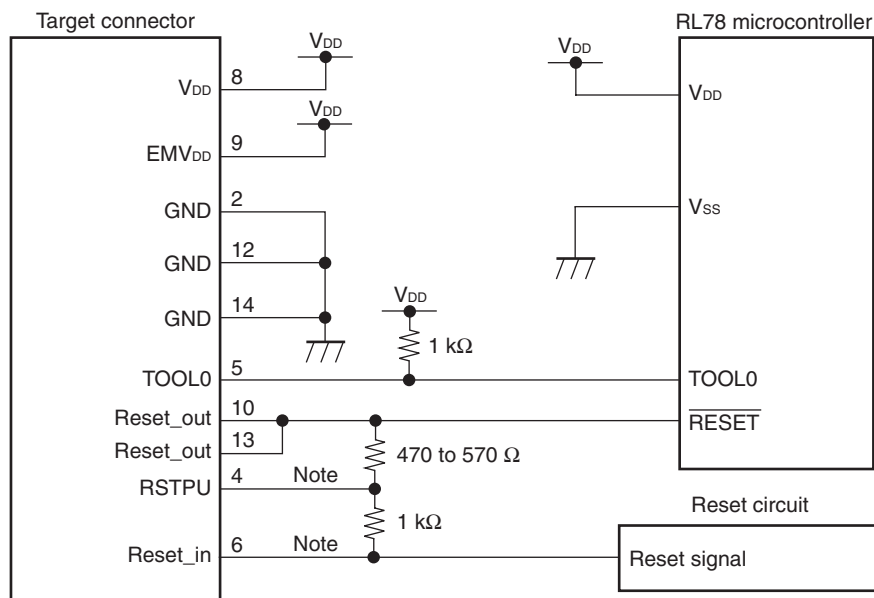 Target connector
RL78 microcontroller
VDD
VDD
8
VDD
VDD
VDD
9
EMVDD
2
GND
VSS
12
GND
14
GND
VDD
1 kΩ
5
TOOL0
TOOL0
10
Reset_out
RESET
13
Reset_out
470 to 570 Ω
4
Note
RSTPU
Reset circuit
1 kΩ
6
Note
Reset_in
Reset signal